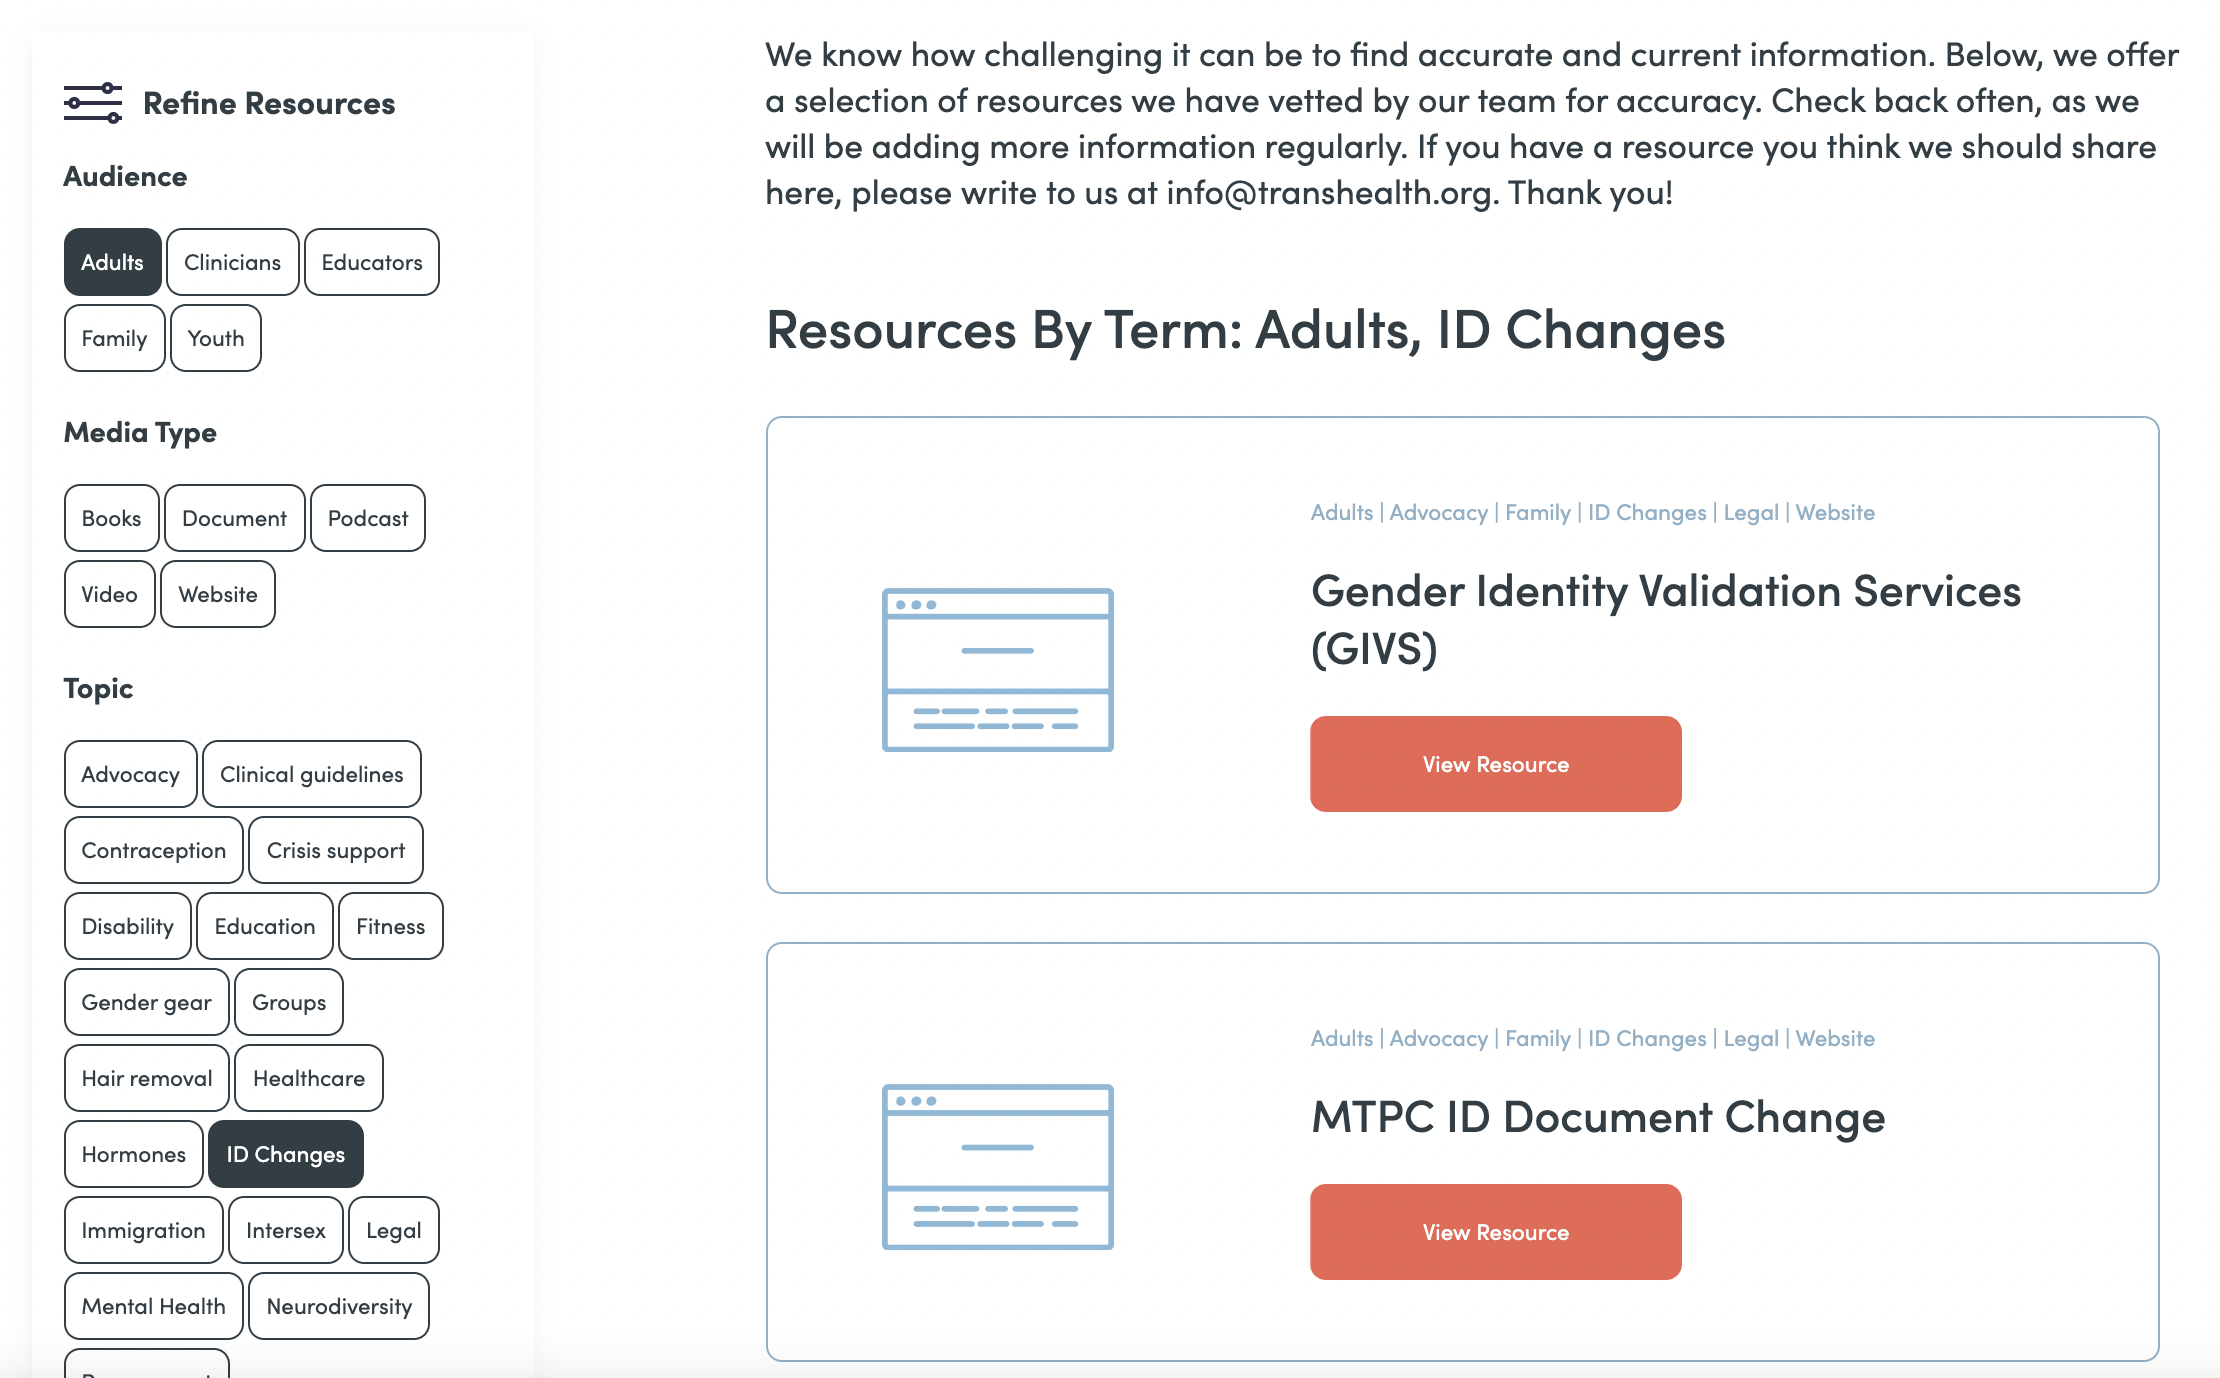 Refine Resources
Audience
Adults
Clinicians
Educators
Family
Youth
Media Type
Books
Document
Podcast
Video
Website
Topic
Advocacy
Clinical guidelines
Contraception
Crisis support
Disability
Education
Fitness
Gender gear
Groups
Hair removal
Healthcare
Hormones
ID Changes
Immigration
Intersex
Legal
Mental Health
Neurodiversity
We know how challenging it can be to find accurate and current information. Below, we offer
a selection of resources we have vetted by our team for accuracy. Check back often, as we
will be adding more information regularly. If you have a resource you think we should share
here, please write to us at info@transhealth.org. Thank you!
Resources By Term: Adults, ID Changes
Adults | Advocacy | Family | ID Changes | Legal | Website
Gender Identity Validation Services
(GIVS)
View Resource
Adults | Advocacy | Family | ID Changes | Legal | Website
MTPC ID Document Change
View Resource